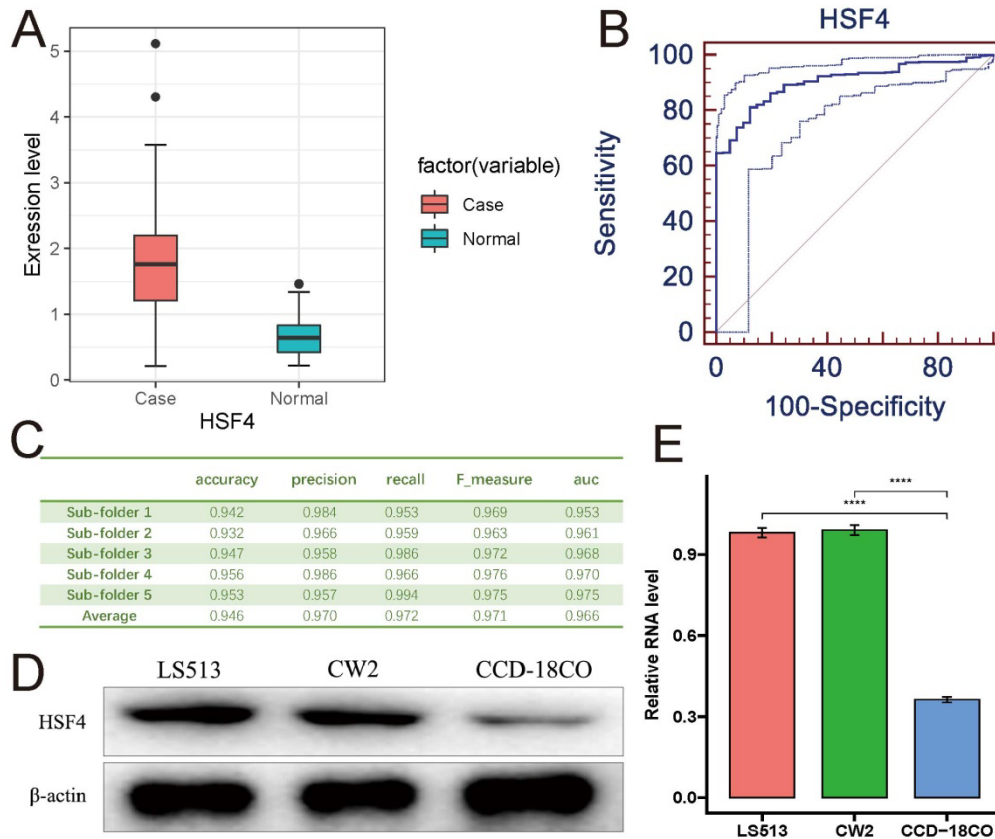 A
Exression level
5
4
3
2
1
0
Case
Normal
HSF4
factor(variable)
Case
Normal
B
HSF4
Sensitivity
100
80
60
40
20
0
0 40 80
100-Specificity
C
accuracy precision recall F_measure auc
Sub-folder 1 0.942 0.984 0.953 0.969 0.953
Sub-folder 2 0.932 0.966 0.959 0.963 0.961
Sub-folder 3 0.947 0.958 0.986 0.972 0.968
Sub-folder 4 0.956 0.986 0.966 0.976 0.970
Sub-folder 5 0.953 0.957 0.994 0.975 0.975
Average 0.946 0.970 0.972 0.971 0.966
D
LS513 CW2 CCD-18CO
HSF4
β-actin
E
Relative RNA level
****
****
0.9
0.6
0.3
0.0
LS513 CW2 CCD-18CO